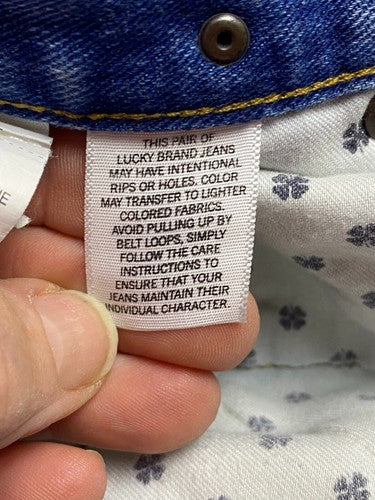 THIS PAIR OF
LUCKY BRAND JEANS
MAY HAVE INTENTIONAL
RIPS OR HOLES. COLOR
MAY TRANSFER TO LIGHTER
COLORED FABRICS.
AVOID PULLING UP BY
BELT LOOPS, SIMPLY
FOLLOW THE CARE
INSTRUCTIONS TO
ENSURE THAT YOUR
JEANS MAINTAIN THEIR
INDIVIDUAL CHARACTER.